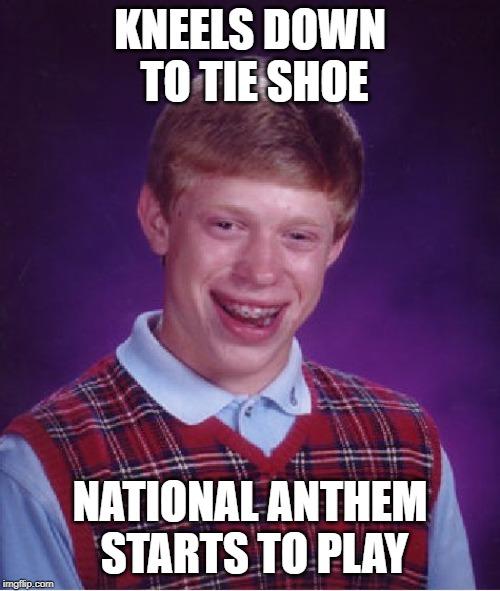 KNEELS DOWN
TO TIE SHOE
NATIONAL ANTHEM
STARTS TO PLAY
imgflip.com